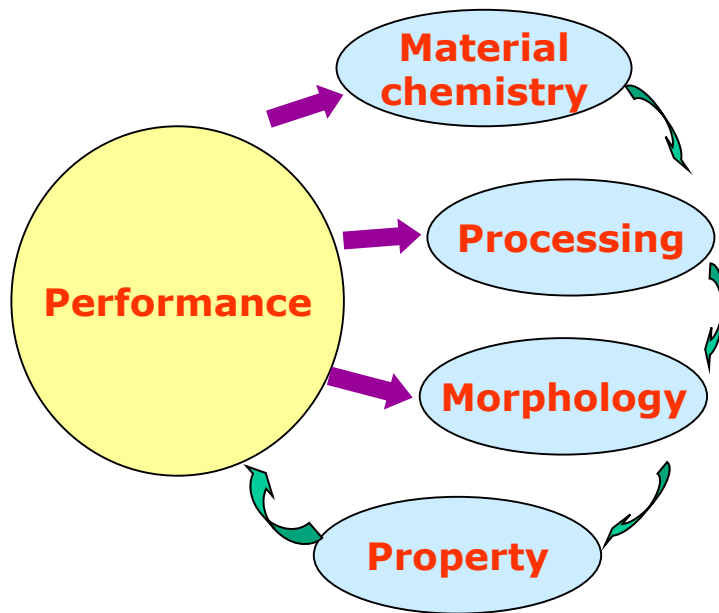 Material
chemistry
Processing
Performance
Morphology
Property